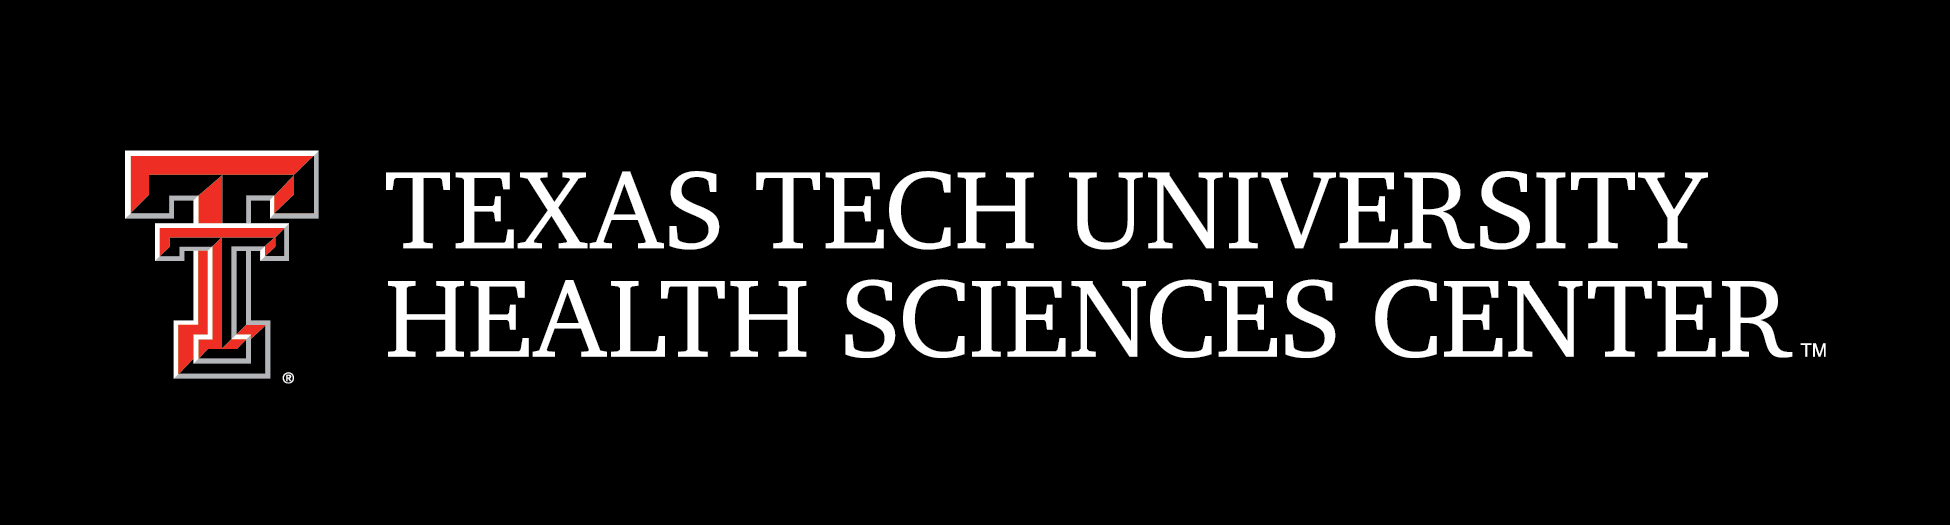 TEXAS TECH UNIVERSITY
HEALTH SCIENCES CENTER™
®